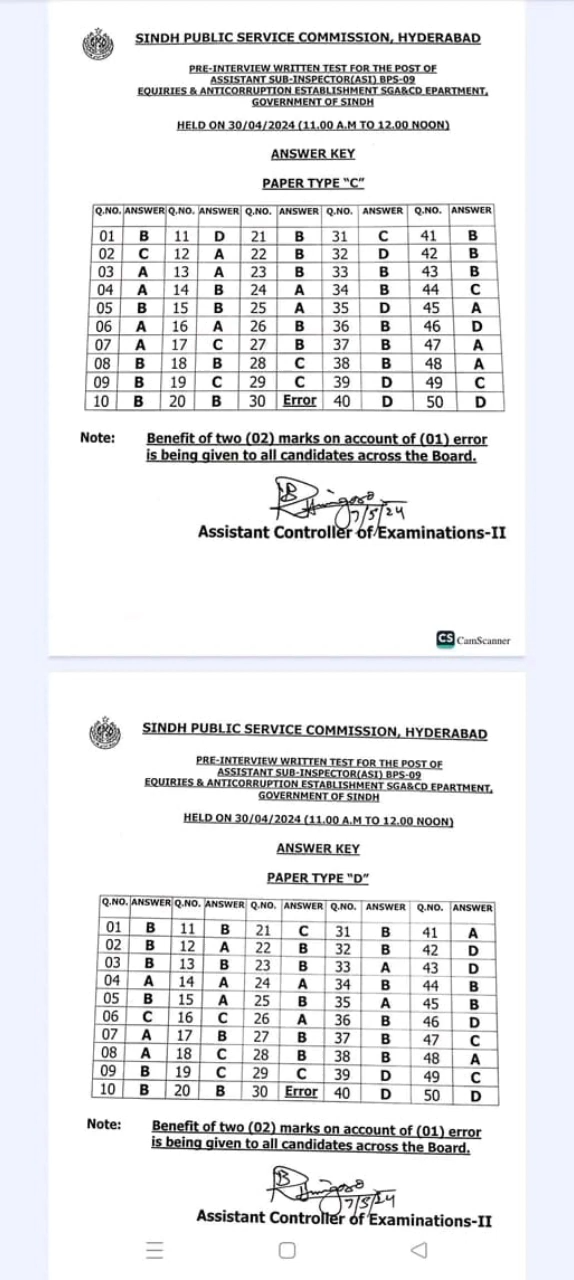 SINDH PUBLIC SERVICE COMMISSION, HYDERABAD
PRE-INTERVIEW WRITTEN TEST FOR THE POST OF
ASSISTANT SUB-INSPECTOR(ASI) BPS-09
EQUIRIES & ANTICORRUPTION ESTABLISHMENT SGA&CD EPARTMENT,
GOVERNMENT OF SINDH
HELD ON 30/04/2024 (11.00 A.M TO 12.00 NOON)
ANSWER KEY
PAPER TYPE "C"
Q.NO. ANSWER Q.NO. ANSWER Q.NO. ANSWER Q.NO. ANSWER Q.NO. ANSWER
01 B 11 D 21 B 31 C 41 B
02 C 12 A 22 B 32 D 42 B
03 A 13 A 23 B 33 B 43 B
04 A 14 B 24 A 34 B 44 C
05 B 15 B 25 A 35 D 45 A
06 A 16 A 26 B 36 B 46 D
07 A 17 C 27 B 37 B 47 A
08 B 18 B 28 C 38 B 48 A
09 B 19 C 29 C 39 D 49 C
10 B 20 B 30 Error 40 D 50 D
Note: Benefit of two (02) marks on account of (01) error
is being given to all candidates across the Board.
7/5/24
Assistant Controller of Examinations-II
CS CamScanner
SINDH PUBLIC SERVICE COMMISSION, HYDERABAD
PRE-INTERVIEW WRITTEN TEST FOR THE POST OF
ASSISTANT SUB-INSPECTOR(ASI) BPS-09
EQUIRIES & ANTICORRUPTION ESTABLISHMENT SGA&CD EPARTMENT,
GOVERNMENT OF SINDH
HELD ON 30/04/2024 (11.00 A.M TO 12.00 NOON)
ANSWER KEY
PAPER TYPE "D"
Q.NO. ANSWER Q.NO. ANSWER Q.NO. ANSWER Q.NO. ANSWER Q.NO. ANSWER
01 B 11 B 21 C 31 B 41 A
02 B 12 A 22 B 32 B 42 D
03 B 13 B 23 B 33 A 43 D
04 A 14 A 24 A 34 B 44 B
05 B 15 A 25 B 35 A 45 B
06 C 16 C 26 A 36 B 46 D
07 A 17 B 27 B 37 B 47 C
08 A 18 C 28 B 38 B 48 A
09 B 19 C 29 C 39 D 49 C
10 B 20 B 30 Error 40 D 50 D
Note: Benefit of two (02) marks on account of (01) error
is being given to all candidates across the Board.
7/5/24
Assistant Controller of Examinations-II